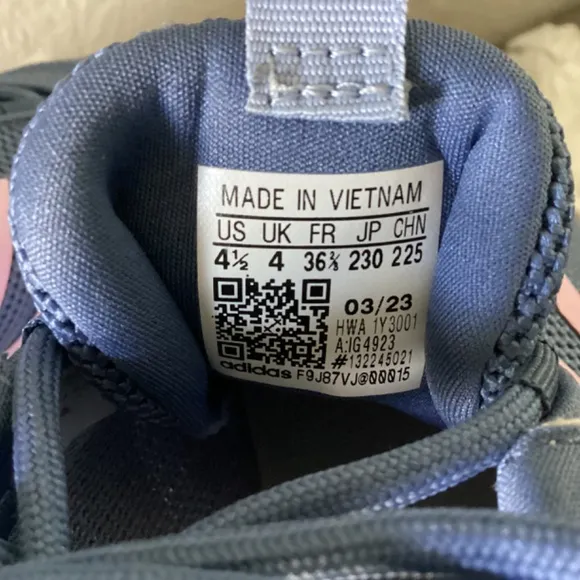 MADE IN VIETNAM
US UK FR JP CHN
4½ 4 36⅔ 230 225
03/23
HWA 1Y3001
A:IG4923
#132245021
adidas F9J87VJ@00015